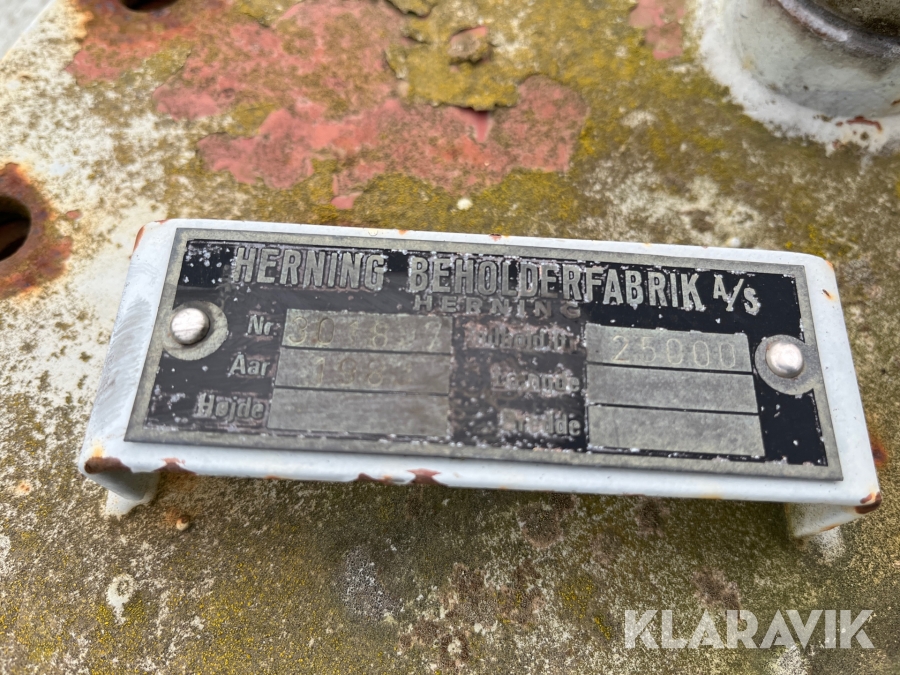 HERNING BEHOLDERFABRIK A/S
HERNING
Nr.
Aar
Højde
25000
Længde
Bredde
KLARAVIK